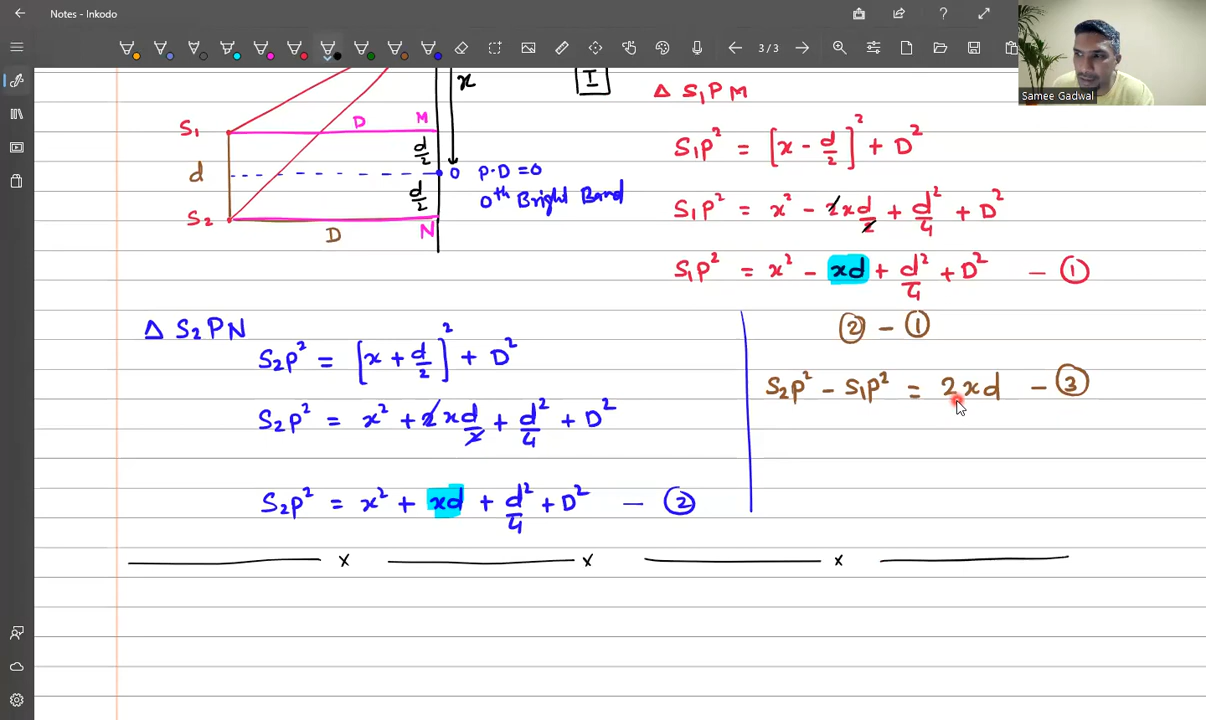 Notes - Inkodo
3/3
Samee Gadwal
x
I
S₁
D
M
d/2
d
0 P.D = 0
0th Bright Band
d/2
S₂
D
N
Δ S₁PM
S₁P² = [x - d/2]² + D²
S₁P² = x² - 2xd/2 + d²/4 + D²
S₁P² = x² - xd + d²/4 + D² - ①
Δ S₂PN
S₂P² = [x + d/2]² + D²
S₂P² = x² + 2xd/2 + d²/4 + D²
S₂P² = x² + xd + d²/4 + D² - ②
② - ①
S₂P² - S₁P² = 2xd - ③
x x x